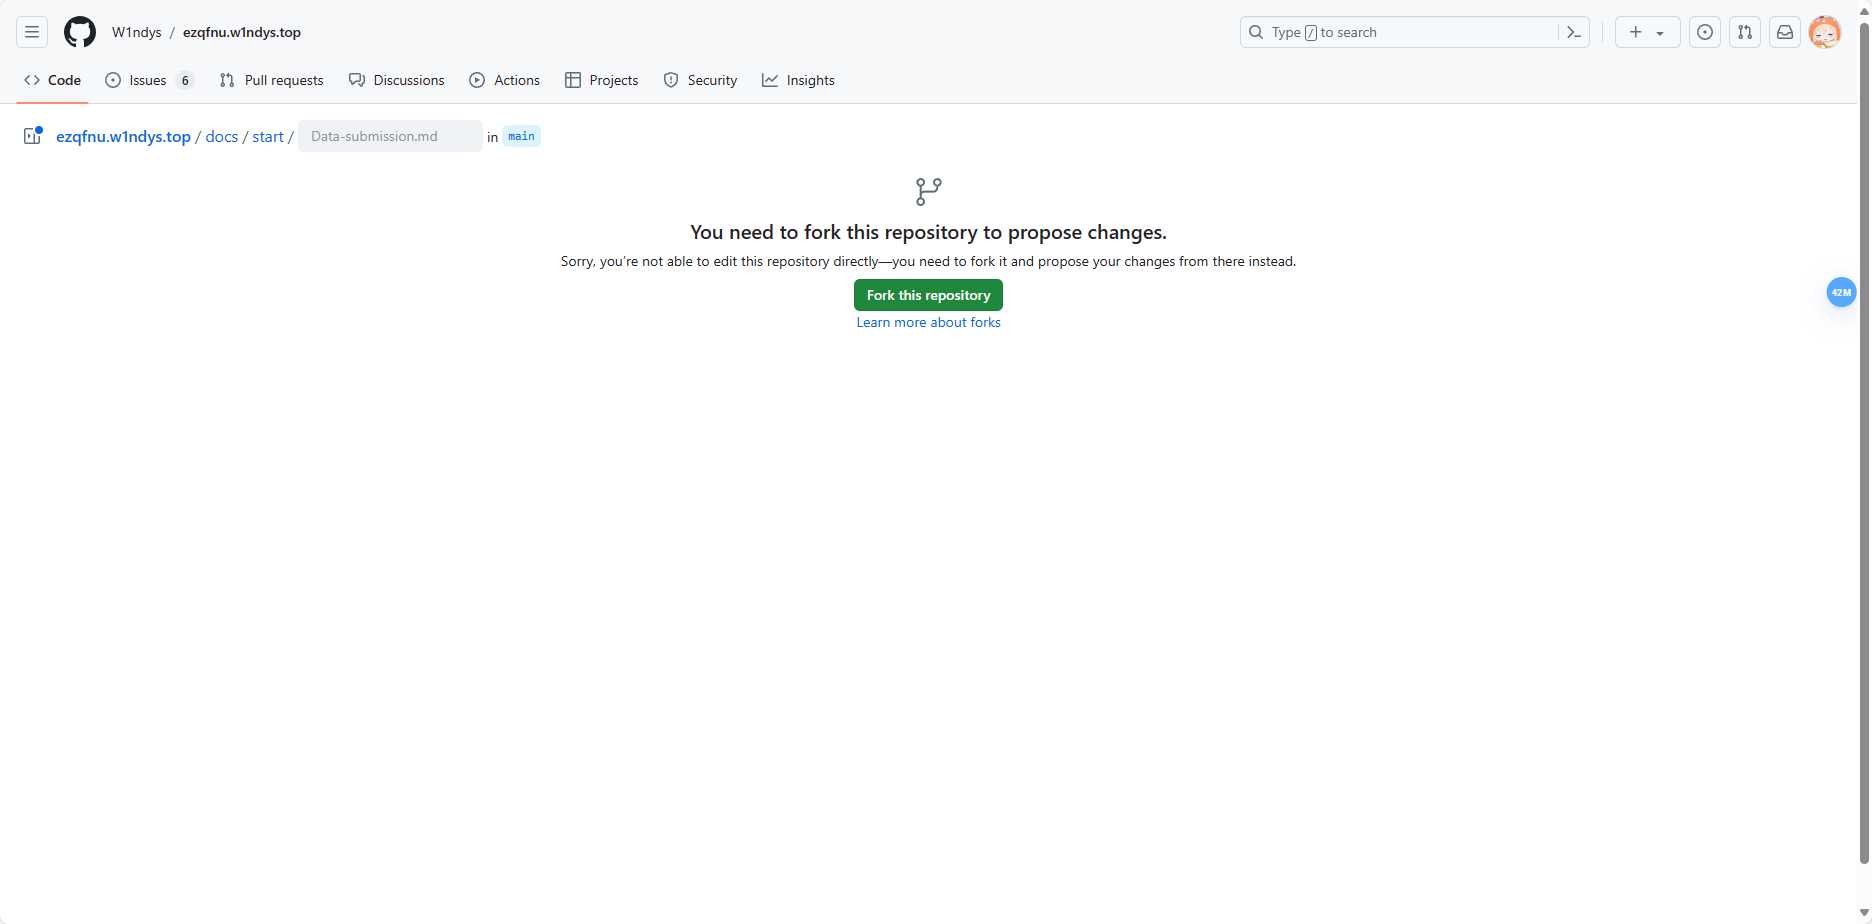 W1ndys / ezqfnu.w1ndys.top
Type / to search
Code
Issues 6
Pull requests
Discussions
Actions
Projects
Security
Insights
ezqfnu.w1ndys.top / docs / start / Data-submission.md in main
You need to fork this repository to propose changes.
Sorry, you’re not able to edit this repository directly—you need to fork it and propose your changes from there instead.
Fork this repository
Learn more about forks
42M